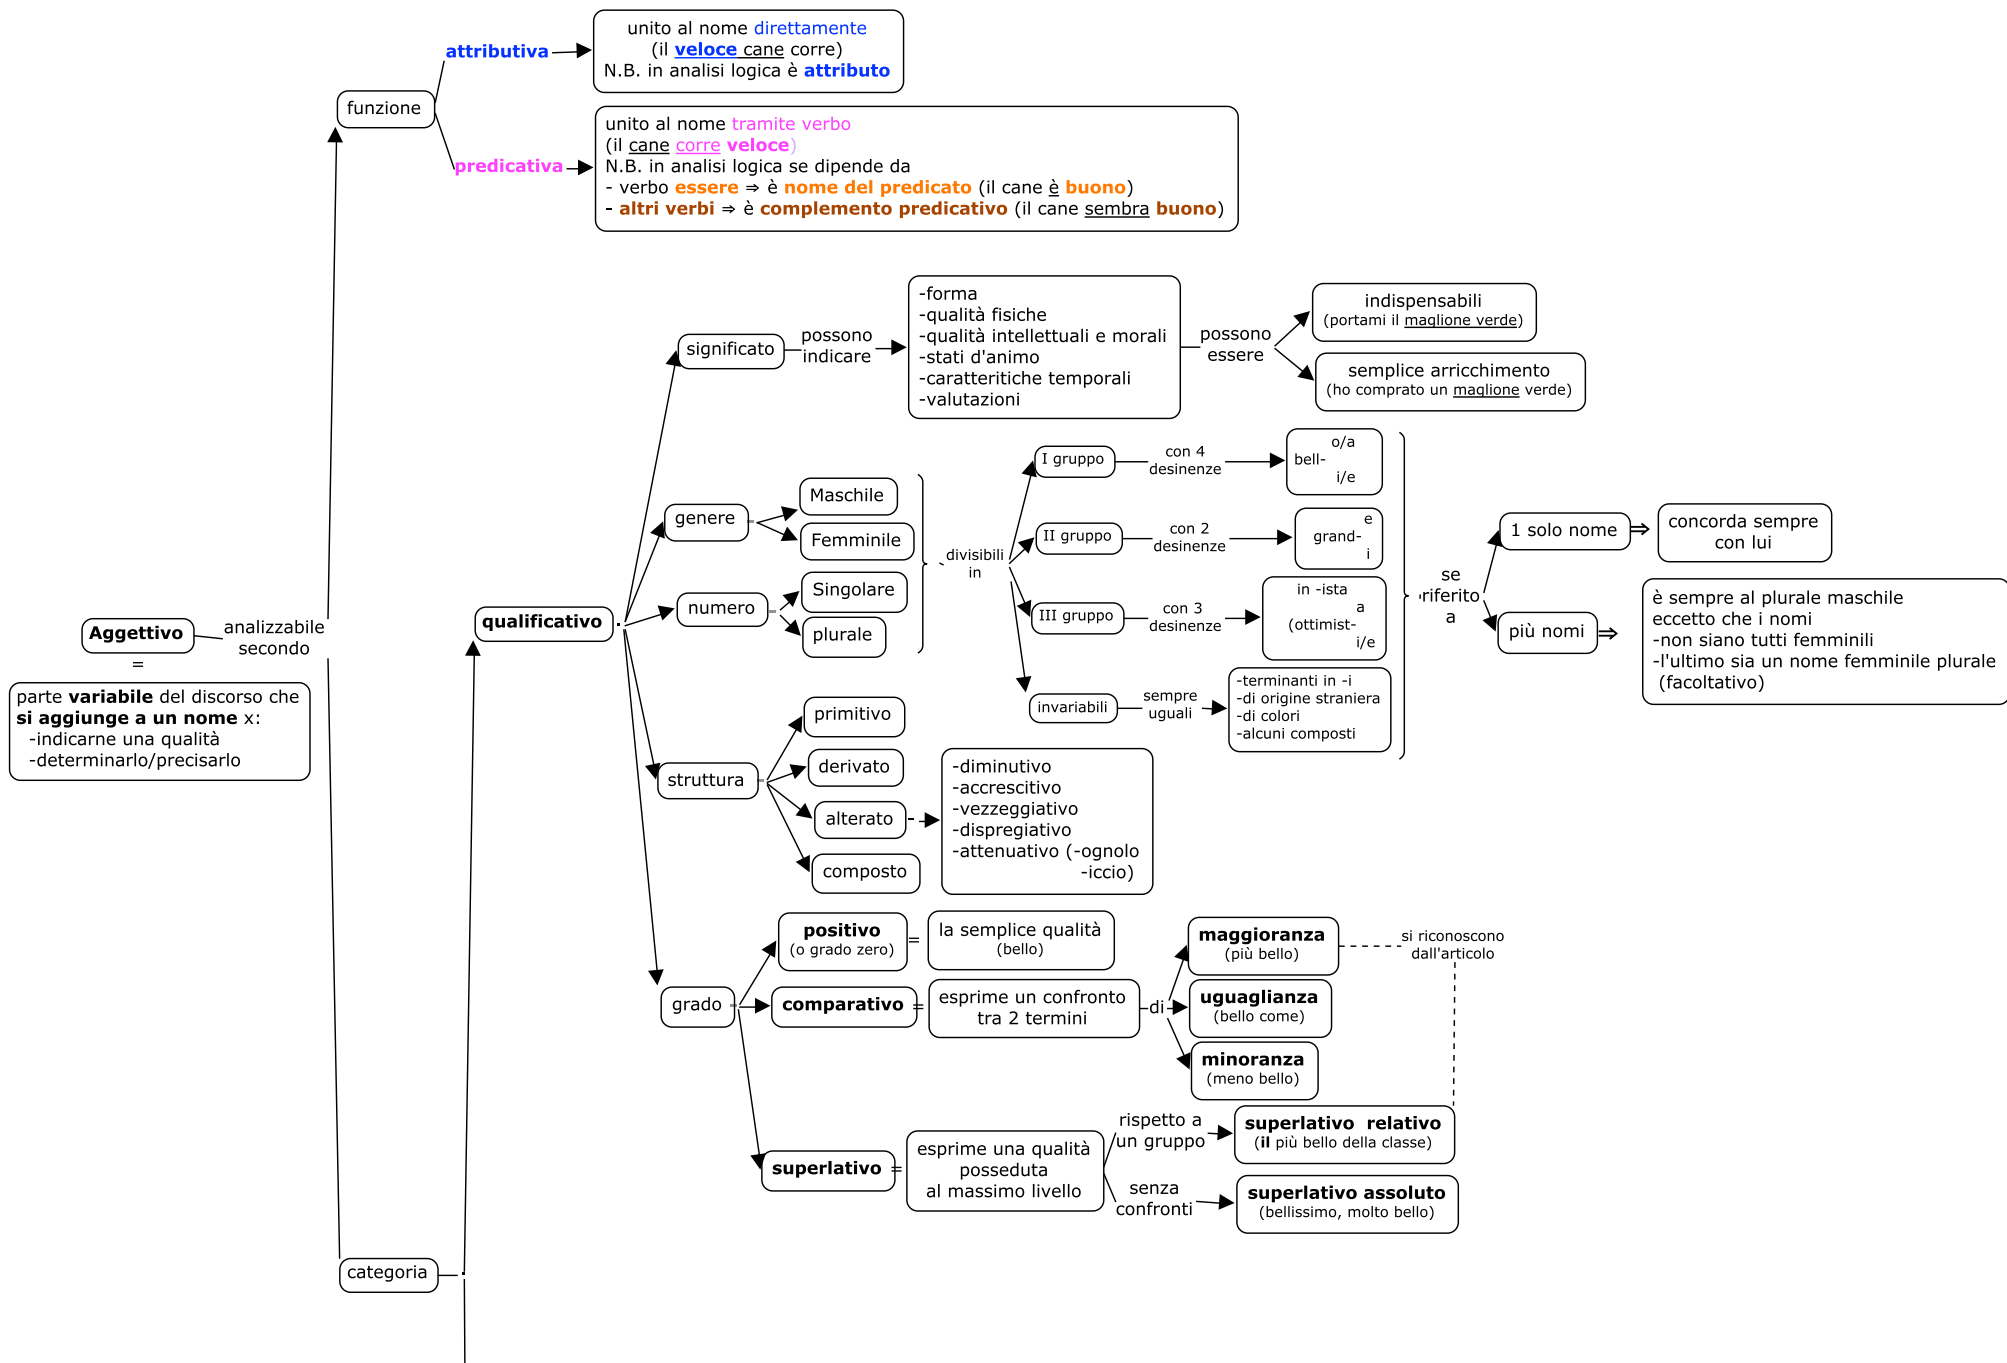 unito al nome direttamente
(il veloce cane corre)
N.B. in analisi logica è attributo
attributiva
funzione
unito al nome tramite verbo
(il cane corre veloce)
N.B. in analisi logica se dipende da
- verbo essere ⇒ è nome del predicato (il cane è buono)
- altri verbi ⇒ è complemento predicativo (il cane sembra buono)
predicativa
Aggettivo
=
parte variabile del discorso che
si aggiunge a un nome x:
-indicarne una qualità
-determinarlo/precisarlo
analizzabile
secondo
qualificativo
significato
possono
indicare
-forma
-qualità fisiche
-qualità intellettuali e morali
-stati d'animo
-caratteritiche temporali
-valutazioni
possono
essere
indispensabili
(portami il maglione verde)
semplice arricchimento
(ho comprato un maglione verde)
genere
=
Maschile
Femminile
numero
=
Singolare
plurale
divisibili
in
I gruppo
con 4
desinenze
o/a
bell-
i/e
II gruppo
con 2
desinenze
e
grand-
i
III gruppo
con 3
desinenze
in -ista
a
(ottimist-
i/e
invariabili
sempre
uguali
-terminanti in -i
-di origine straniera
-di colori
-alcuni composti
se
riferito
a
1 solo nome
⇒
concorda sempre
con lui
più nomi
⇒
è sempre al plurale maschile
eccetto che i nomi
-non siano tutti femminili
-l'ultimo sia un nome femminile plurale
(facoltativo)
struttura
=
primitivo
derivato
alterato
-diminutivo
-accrescitivo
-vezzeggiativo
-dispregiativo
-attenuativo (-ognolo
-iccio)
composto
grado
=
positivo
(o grado zero)
=
la semplice qualità
(bello)
comparativo
=
esprime un confronto
tra 2 termini
di
maggioranza
(più bello)
uguaglianza
(bello come)
minoranza
(meno bello)
si riconoscono
dall'articolo
superlativo
=
esprime una qualità
posseduta
al massimo livello
rispetto a
un gruppo
superlativo relativo
(il più bello della classe)
senza
confronti
superlativo assoluto
(bellissimo, molto bello)
categoria